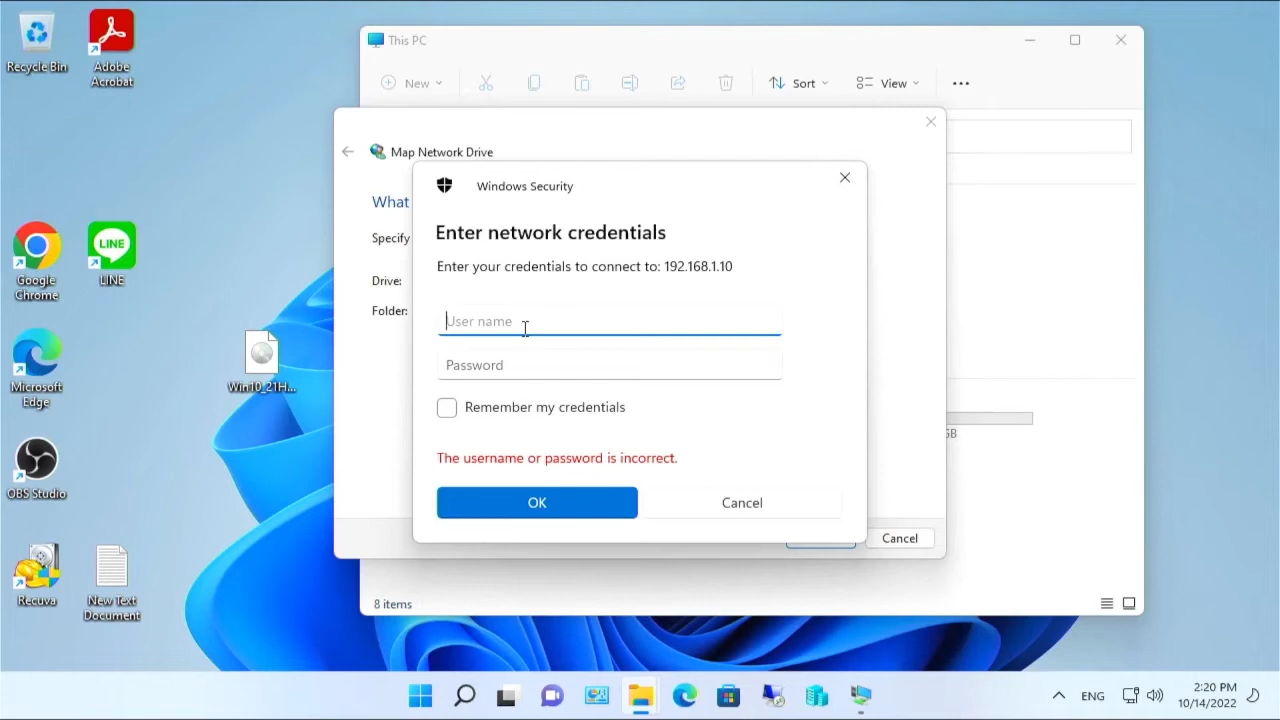 Recycle Bin
Adobe
Acrobat
Google
Chrome
LINE
LINE
Microsoft
Edge
Win10_21H...
OBS Studio
Recuva
New Text
Document
This PC
New
Sort
View
Map Network Drive
What
Specify
Drive:
Folder:
Windows Security
Enter network credentials
Enter your credentials to connect to: 192.168.1.10
User name
Password
Remember my credentials
The username or password is incorrect.
OK
Cancel
Cancel
GB
8 items
ENG
2:20 PM
10/14/2022